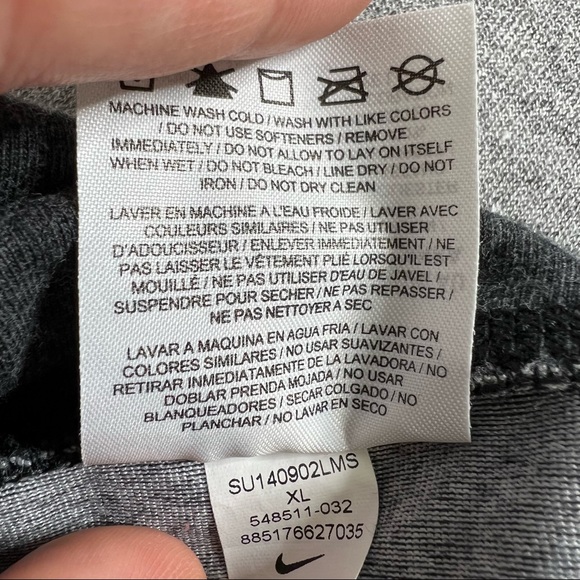 MACHINE WASH COLD / WASH WITH LIKE COLORS
/ DO NOT USE SOFTENERS / REMOVE
IMMEDIATELY / DO NOT ALLOW TO LAY ON ITSELF
WHEN WET / DO NOT BLEACH / LINE DRY / DO NOT
IRON / DO NOT DRY CLEAN
LAVER EN MACHINE A L'EAU FROIDE / LAVER AVEC
COULEURS SIMILAIRES / NE PAS UTILISER
D'ADOUCISSEUR / ENLEVER IMMEDIATEMENT / NE
PAS LAISSER LE VÊTEMENT PLIÉ LORSQU'IL EST
MOUILLÉ / NE PAS UTILISER D'EAU DE JAVEL /
SUSPENDRE POUR SECHER / NE PAS REPASSER /
NE PAS NETTOYER A SEC
LAVAR A MAQUINA EN AGUA FRIA / LAVAR CON
COLORES SIMILARES / NO USAR SUAVIZANTES /
RETIRAR INMEDIATAMENTE DE LA LAVADORA / NO
DOBLAR PRENDA MOJADA / NO USAR
BLANQUEADORES / SECAR COLGADO / NO
PLANCHAR / NO LAVAR EN SECO
SU140902LMS
XL
548511-032
885176627035